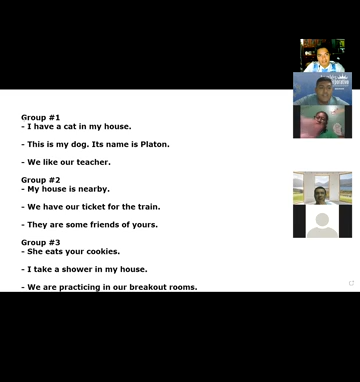 Group #1
- I have a cat in my house.
- This is my dog. Its name is Platon.
- We like our teacher.
Group #2
- My house is nearby.
- We have our ticket for the train.
- They are some friends of yours.
Group #3
- She eats your cookies.
- I take a shower in my house.
- We are practicing in our breakout rooms.